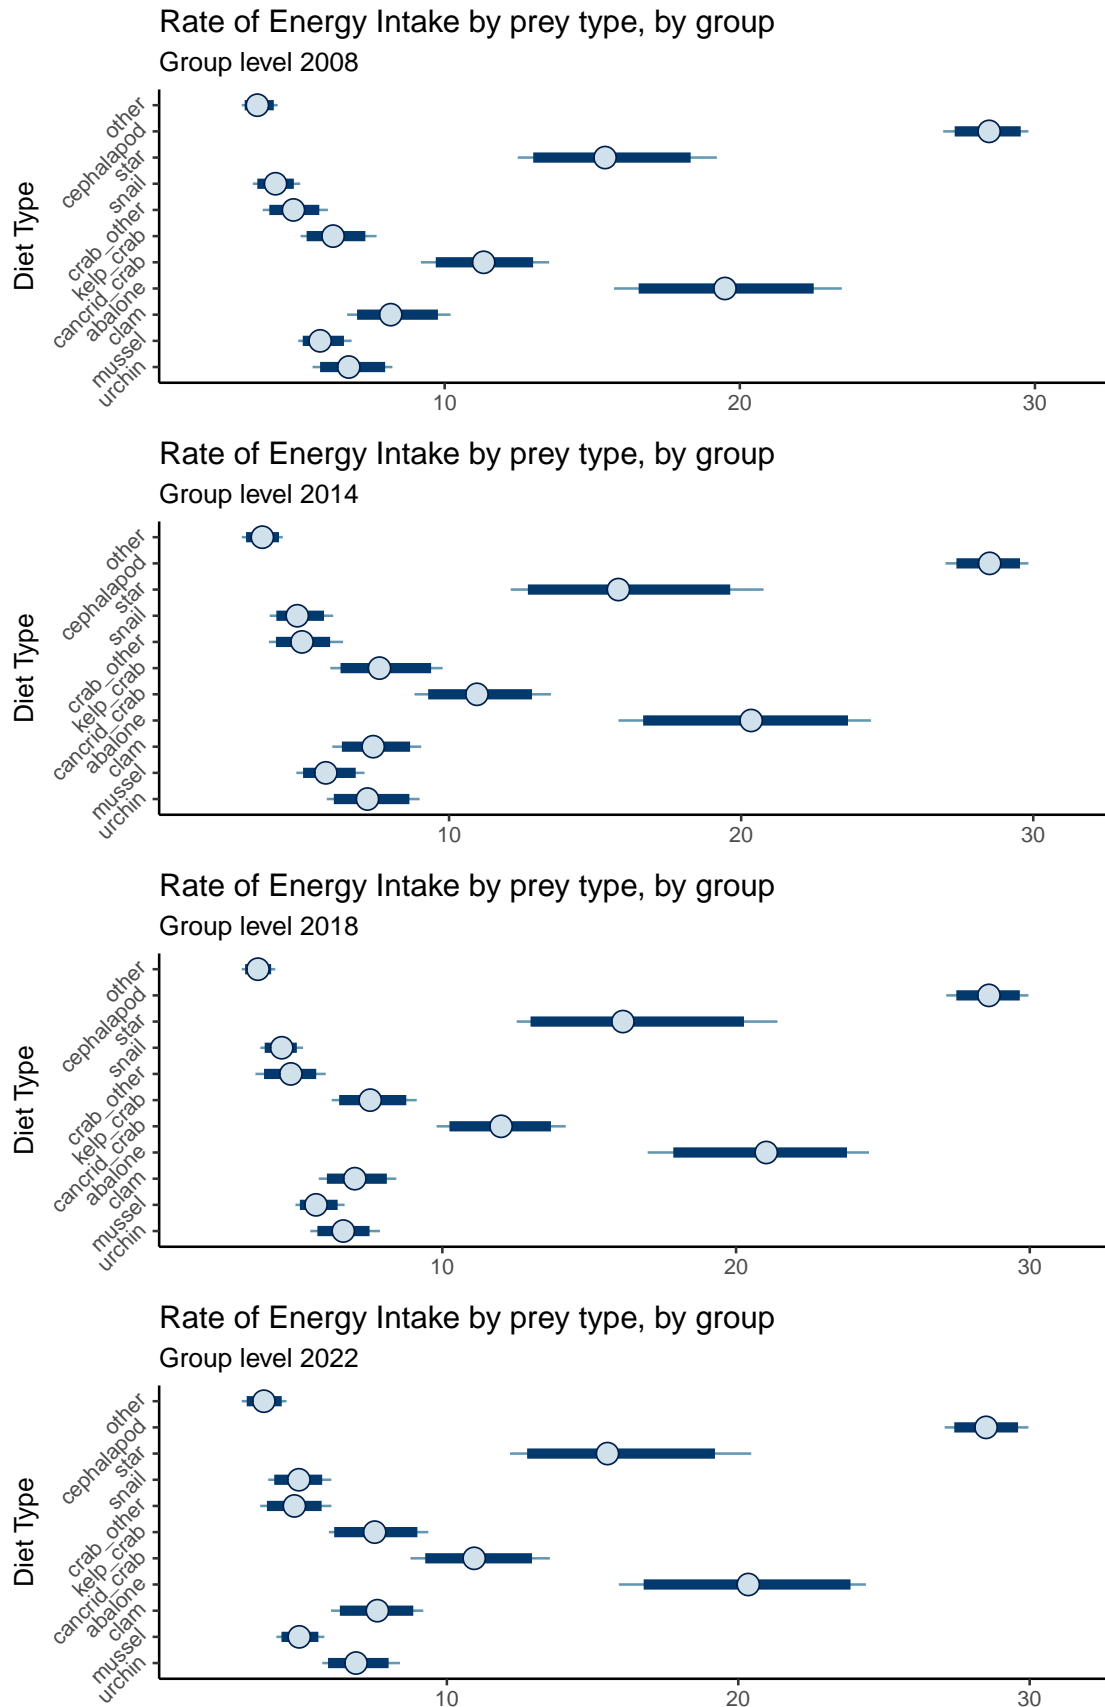 Rate of Energy Intake by prey type, by group
Group level 2008
Diet Type
other
cephalapod
star
snail
crab_other
kelp_crab
cancrid_crab
abalone
clam
mussel
urchin
10 20 30
Rate of Energy Intake by prey type, by group
Group level 2014
Diet Type
other
cephalapod
star
snail
crab_other
kelp_crab
cancrid_crab
abalone
clam
mussel
urchin
10 20 30
Rate of Energy Intake by prey type, by group
Group level 2018
Diet Type
other
cephalapod
star
snail
crab_other
kelp_crab
cancrid_crab
abalone
clam
mussel
urchin
10 20 30
Rate of Energy Intake by prey type, by group
Group level 2022
Diet Type
other
cephalapod
star
snail
crab_other
kelp_crab
cancrid_crab
abalone
clam
mussel
urchin
10 20 30